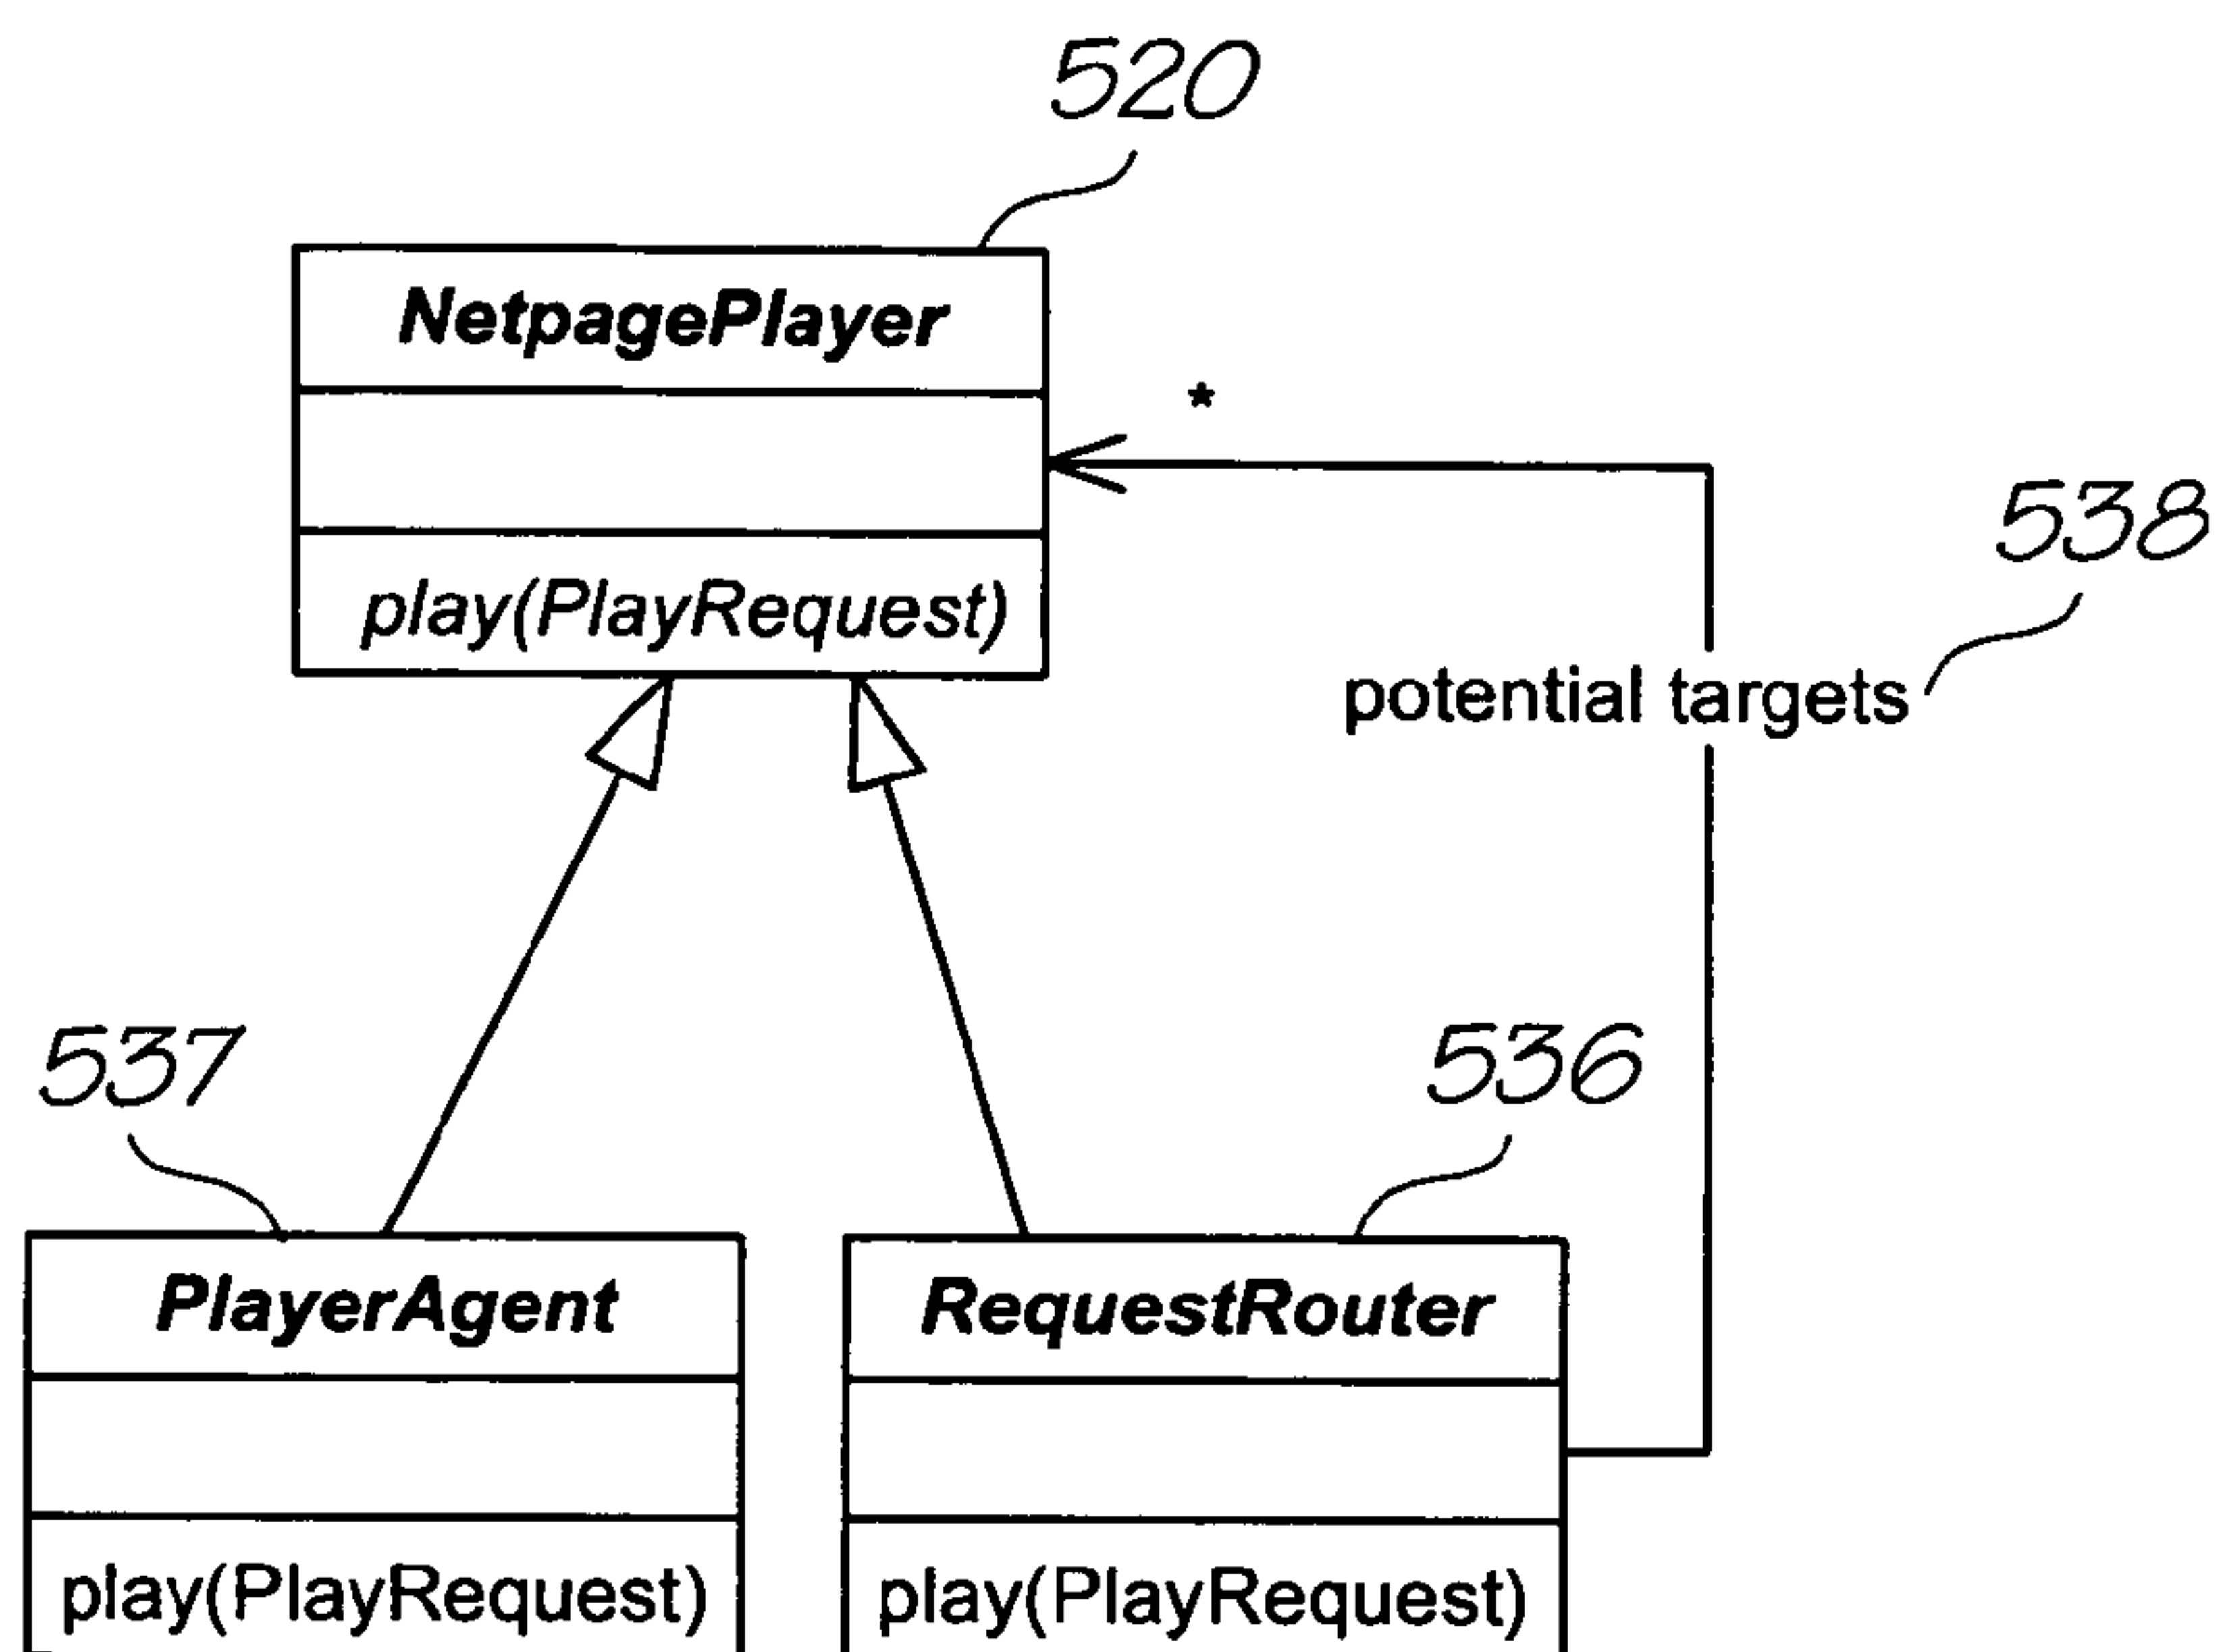 520
NetpagePlayer
*
play(PlayRequest)
538
potential targets
537
536
PlayerAgent
RequestRouter
play(PlayRequest)
play(PlayRequest)